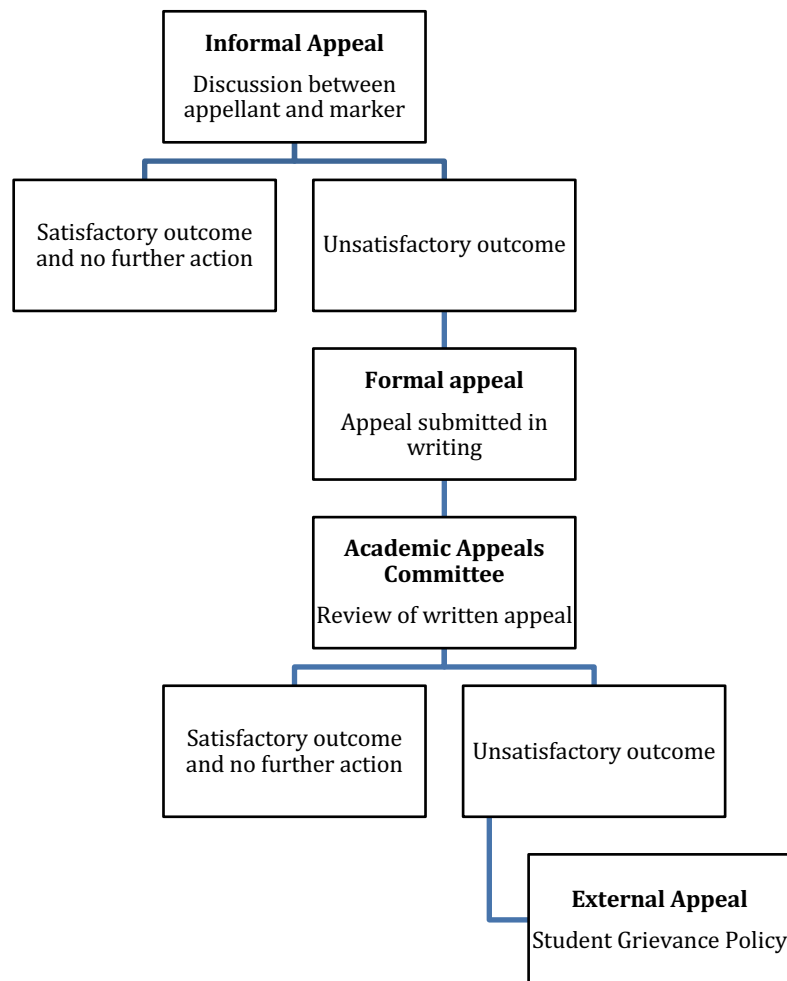 Informal Appeal
Discussion between
appellant and marker
Satisfactory outcome
and no further action
Unsatisfactory outcome
Formal appeal
Appeal submitted in
writing
Academic Appeals
Committee
Review of written appeal
Satisfactory outcome
and no further action
Unsatisfactory outcome
External Appeal
Student Grievance Policy